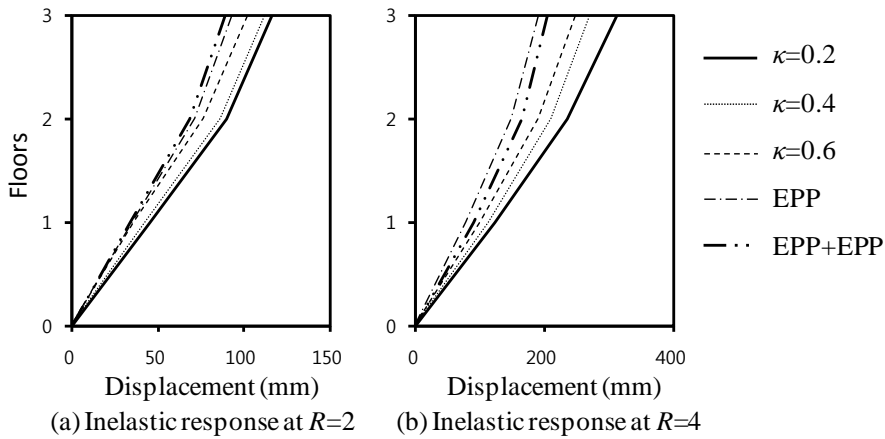 3
2
1
0
Floors
0
50
100
150
Displacement (mm)
(a) Inelastic response at R=2
3
2
1
0
0
200
400
Displacement (mm)
(b) Inelastic response at R=4
κ=0.2
κ=0.4
κ=0.6
EPP
EPP+EPP